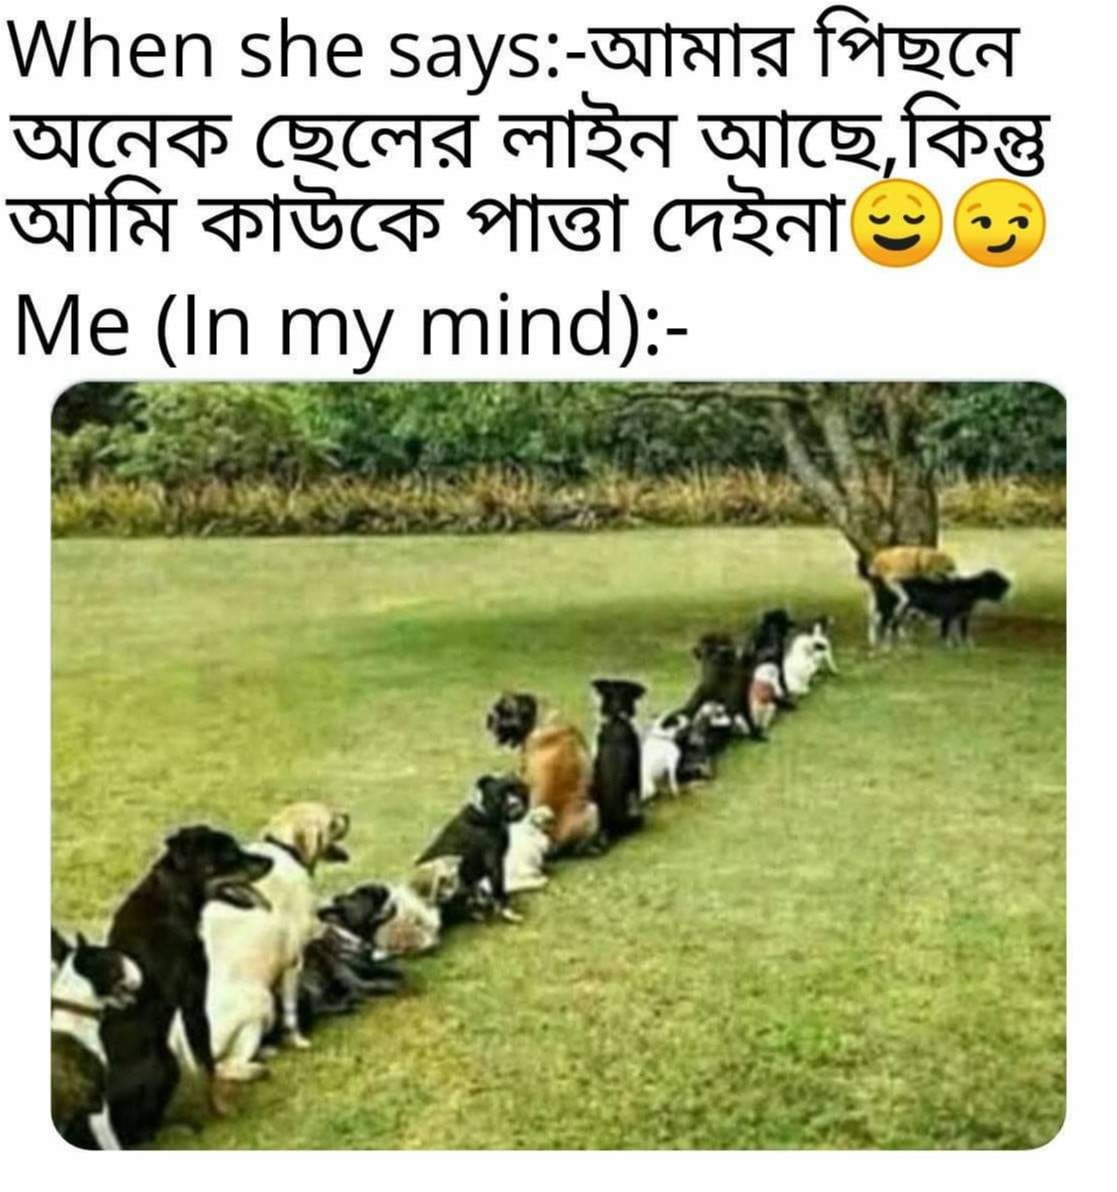 When she says:-আমার পিছনে
অনেক ছেলের লাইন আছে,কিন্তু
আমি কাউকে পাত্তা দেইনা😌😏
Me (In my mind):-